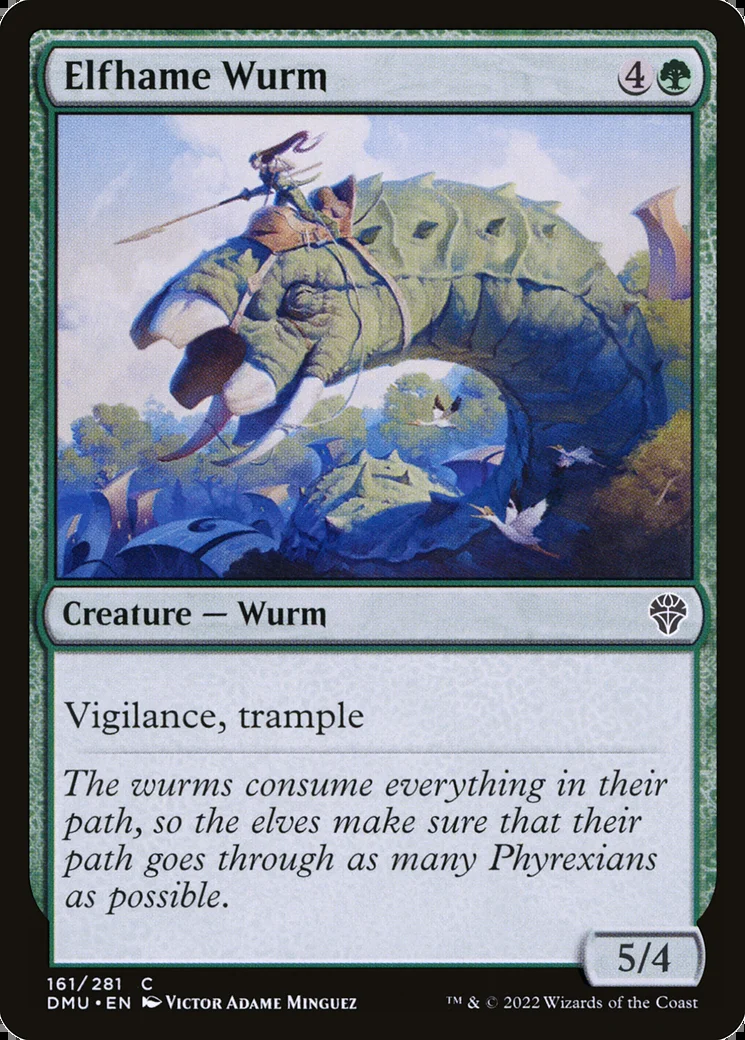 Elfhame Wurm 4
Creature — Wurm
Vigilance, trample
The wurms consume everything in their
path, so the elves make sure that their
path goes through as many Phyrexians
as possible.
5/4
161/281 C
DMU • EN Victor Adame Minguez
™ & © 2022 Wizards of the Coast